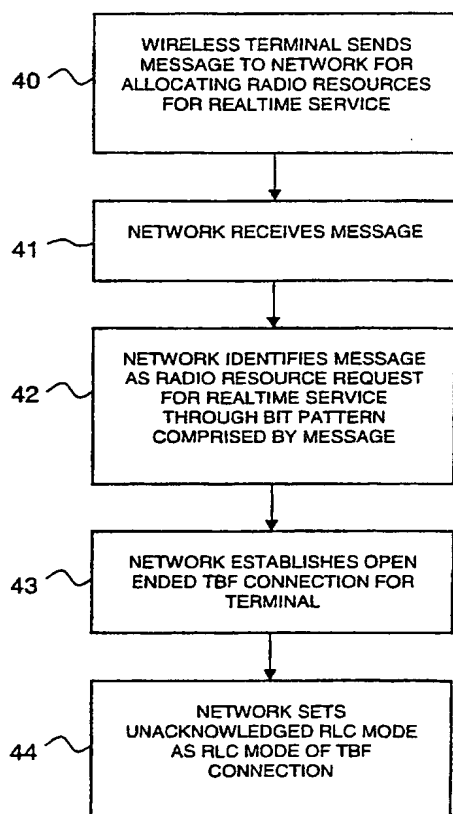 40
WIRELESS TERMINAL SENDS
MESSAGE TO NETWORK FOR
ALLOCATING RADIO RESOURCES
FOR REALTIME SERVICE
41
NETWORK RECEIVES MESSAGE
42
NETWORK IDENTIFIES MESSAGE
AS RADIO RESOURCE REQUEST
FOR REALTIME SERVICE
THROUGH BIT PATTERN
COMPRISED BY MESSAGE
43
NETWORK ESTABLISHES OPEN
ENDED TBF CONNECTION FOR
TERMINAL
44
NETWORK SETS
UNACKNOWLEDGED RLC MODE
AS RLC MODE OF TBF
CONNECTION